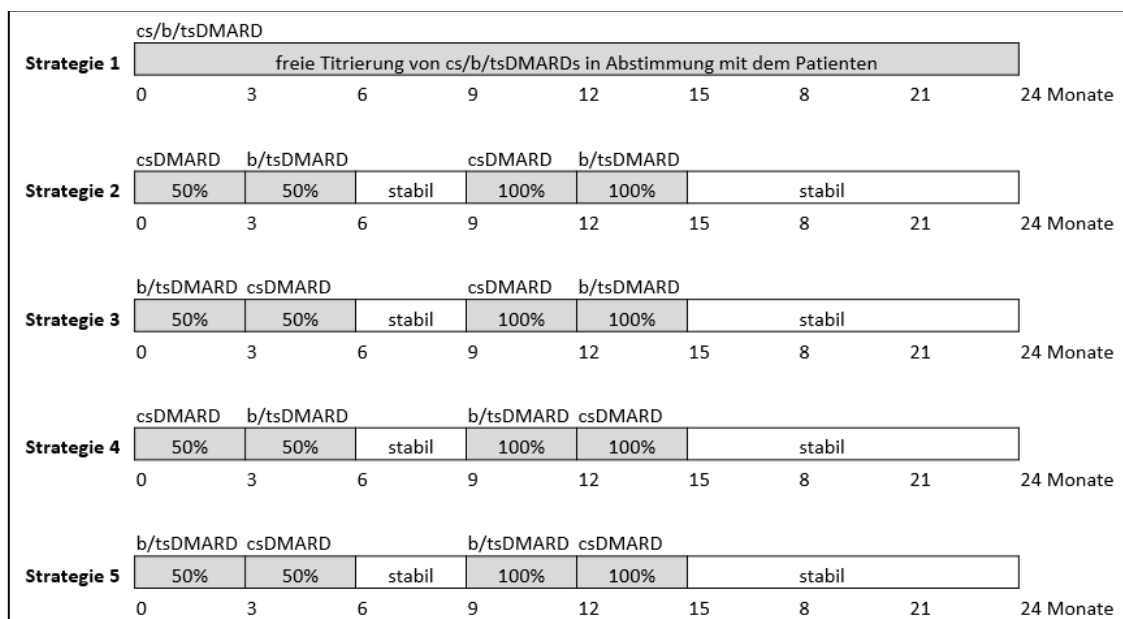 cs/b/tsDMARD
Strategie 1 freie Titrierung von cs/b/tsDMARDs in Abstimmung mit dem Patienten
0 3 6 9 12 15 8 21 24 Monate
csDMARD b/tsDMARD csDMARD b/tsDMARD
Strategie 2 50% 50% stabil 100% 100% stabil
0 3 6 9 12 15 8 21 24 Monate
b/tsDMARD csDMARD csDMARD b/tsDMARD
Strategie 3 50% 50% stabil 100% 100% stabil
0 3 6 9 12 15 8 21 24 Monate
csDMARD b/tsDMARD b/tsDMARD csDMARD
Strategie 4 50% 50% stabil 100% 100% stabil
0 3 6 9 12 15 8 21 24 Monate
b/tsDMARD csDMARD b/tsDMARD csDMARD
Strategie 5 50% 50% stabil 100% 100% stabil
0 3 6 9 12 15 8 21 24 Monate